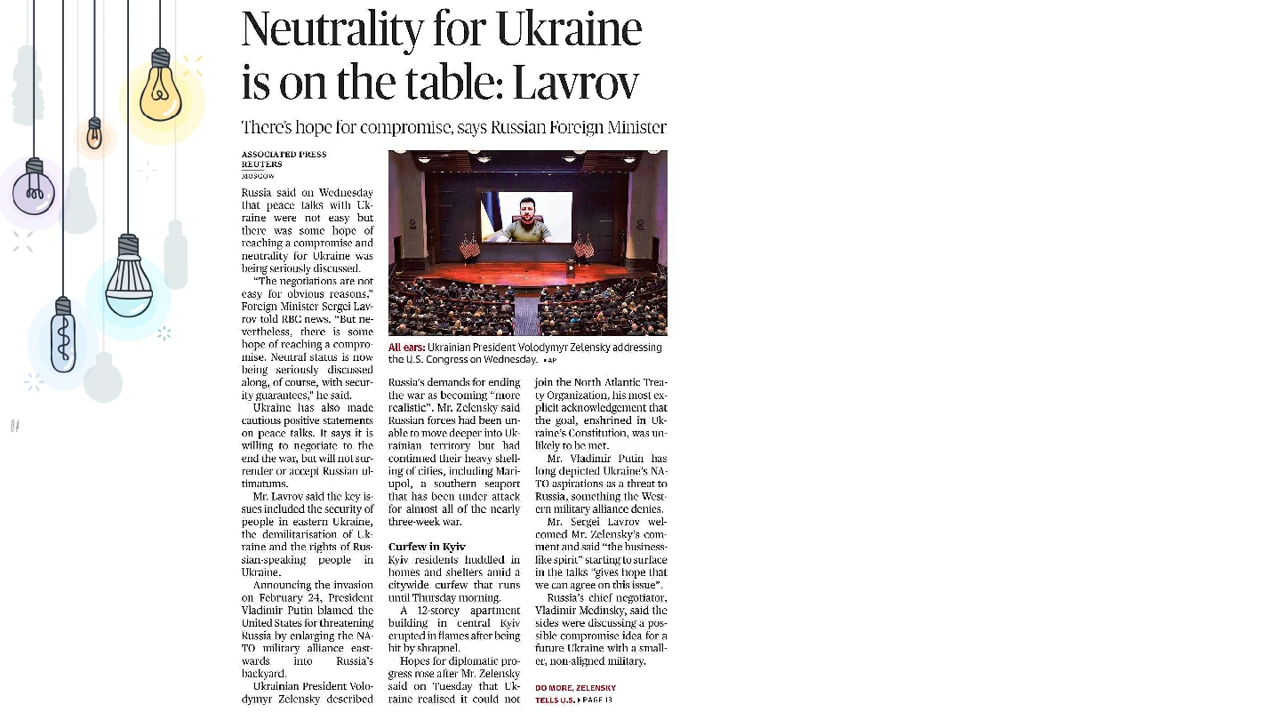 Neutrality for Ukraine
is on the table: Lavrov
There's hope for compromise, says Russian Foreign Minister
ASSOCIATED PRESS
REUTERS
MOSCOW
Russia said on Wednesday
that peace talks with Uk-
raine were not easy but
there was some hope of
reaching a compromise and
neutrality for Ukraine was
being seriously discussed.
"The negotiations are not
easy for obvious reasons,"
Foreign Minister Sergei Lav-
rov told RBC news. "But ne-
vertheless, there is some
hope of reaching a compro-
mise. Neutral status is now
being seriously discussed
along, of course, with secur-
ity guarantees," he said.
Ukraine has also made
cautious positive statements
on peace talks. It says it is
willing to negotiate to the
end the war, but will not sur-
render or accept Russian ul-
timatums.
Mr. Lavrov said the key is-
sues included the security of
people in eastern Ukraine,
the demilitarisation of Uk-
raine and the rights of Rus-
sian-speaking people in
Ukraine.
Announcing the invasion
on February 24, President
Vladimir Putin blamed the
United States for threatening
Russia by enlarging the NA-
TO military alliance east-
wards into Russia's
backyard.
Ukrainian President Volo-
dymyr Zelensky described
All ears: Ukrainian President Volodymyr Zelensky addressing
the U.S. Congress on Wednesday. ▪AP
Russia's demands for ending
the war as becoming "more
realistic". Mr. Zelensky said
Russian forces had been un-
able to move deeper into Uk-
rainian territory but had
continued their heavy shell-
ing of cities, including Mari-
upol, a southern seaport
that has been under attack
for almost all of the nearly
three-week war.
Curfew in Kyiv
Kyiv residents huddled in
homes and shelters amid a
citywide curfew that runs
until Thursday morning.
A 12-storey apartment
building in central Kyiv
erupted in flames after being
hit by shrapnel.
Hopes for diplomatic pro-
gress rose after Mr. Zelensky
said on Tuesday that Uk-
raine realised it could not
join the North Atlantic Trea-
ty Organization, his most ex-
plicit acknowledgement that
the goal, enshrined in Uk-
raine's Constitution, was un-
likely to be met.
Mr. Vladimir Putin has
long depicted Ukraine's NA-
TO aspirations as a threat to
Russia, something the West-
ern military alliance denies.
Mr. Sergei Lavrov wel-
comed Mr. Zelensky's com-
ment and said "the business-
like spirit" starting to surface
in the talks "gives hope that
we can agree on this issue".
Russia's chief negotiator,
Vladimir Medinsky, said the
sides were discussing a pos-
sible compromise idea for a
future Ukraine with a small-
er, non-aligned military.
DO MORE, ZELENSKY
TELLS U.S. ▸ PAGE 13